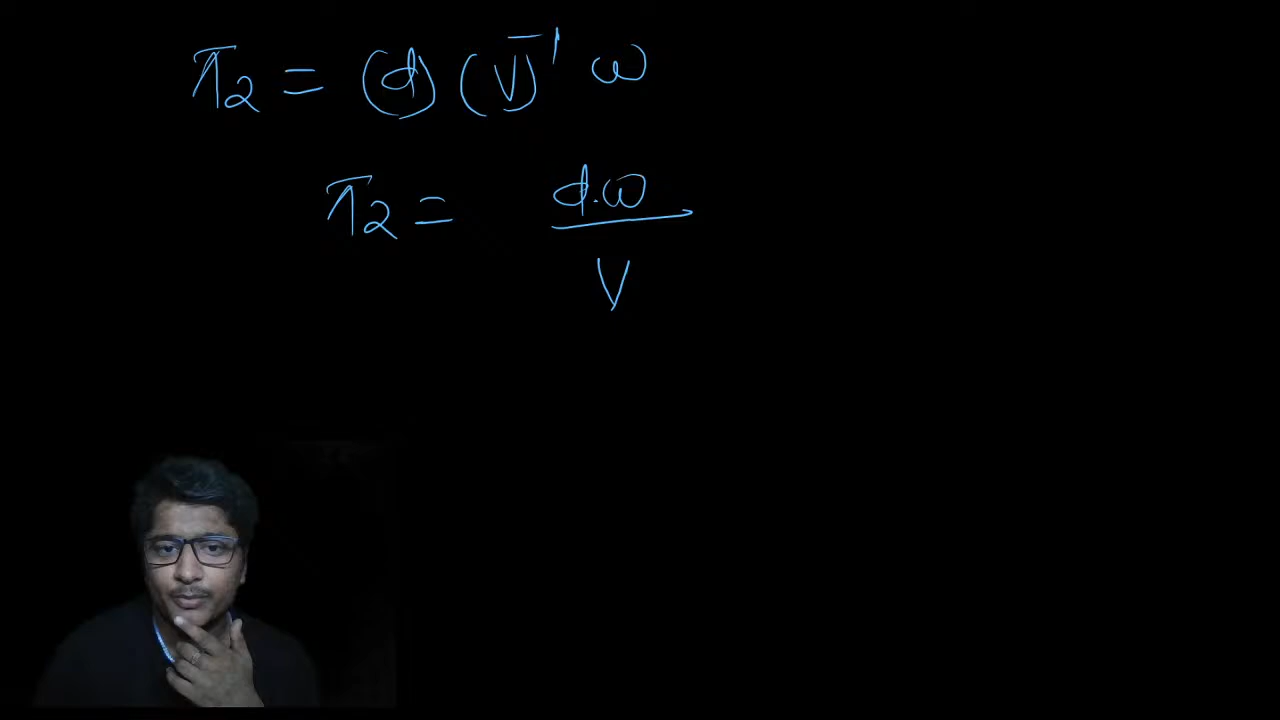 π₂ = (d) (V)⁻¹ ω
π₂ = d.ω / V